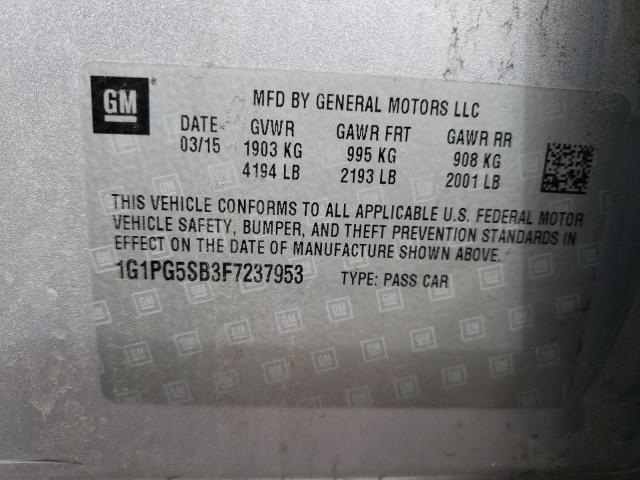 GM ®
MFD BY GENERAL MOTORS LLC
DATE GVWR GAWR FRT GAWR RR
03/15 1903 KG 995 KG 908 KG
4194 LB 2193 LB 2001 LB
THIS VEHICLE CONFORMS TO ALL APPLICABLE U.S. FEDERAL MOTOR
VEHICLE SAFETY, BUMPER, AND THEFT PREVENTION STANDARDS IN
EFFECT ON THE DATE OF MANUFACTURE SHOWN ABOVE.
1G1PG5SB3F7237953 TYPE: PASS CAR